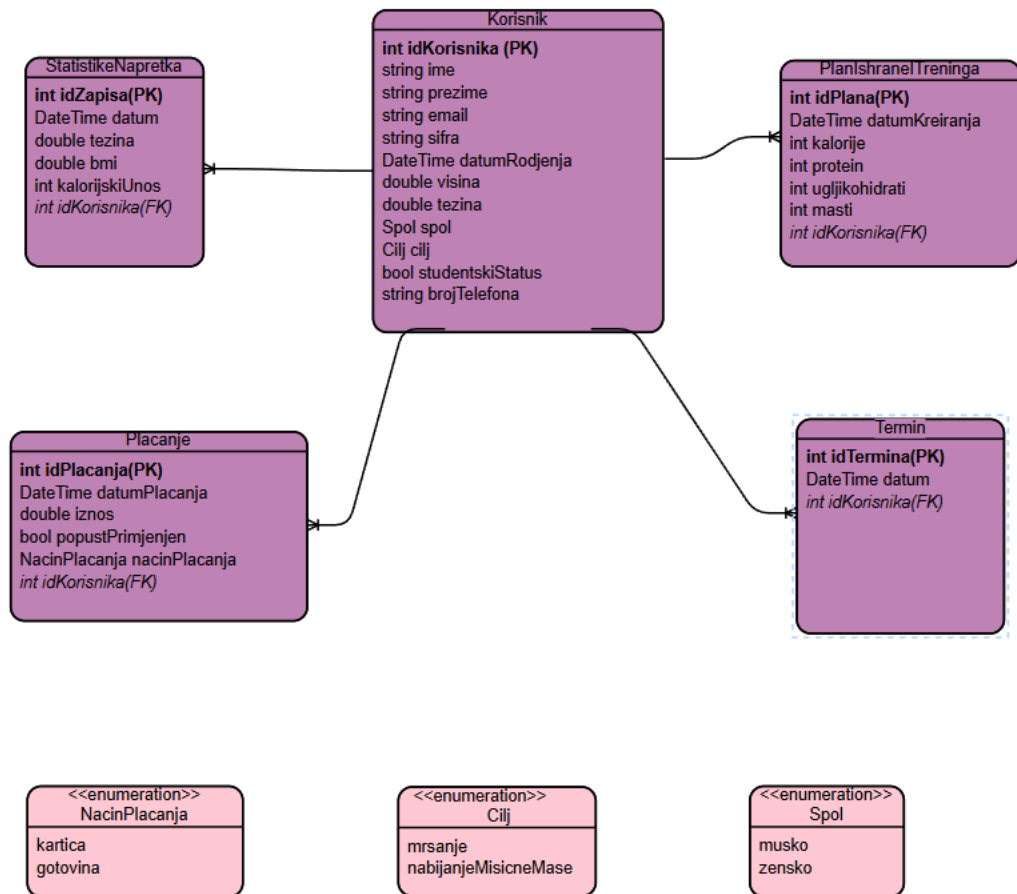 Korisnik
int idKorisnika (PK)
string ime
string prezime
string email
string sifra
DateTime datumRodjenja
double visina
double tezina
Spol spol
Cilj cilj
bool studentskiStatus
string brojTelefona
StatistikeNapretka
int idZapisa(PK)
DateTime datum
double tezina
double bmi
int kalorijskiUnos
int idKorisnika(FK)
PlanIshraneITreninga
int idPlana(PK)
DateTime datumKreiranja
int kalorije
int protein
int ugljikohidrati
int masti
int idKorisnika(FK)
Placanje
int idPlacanja(PK)
DateTime datumPlacanja
double iznos
bool popustPrimjenjen
NacinPlacanja nacinPlacanja
int idKorisnika(FK)
Termin
int idTermina(PK)
DateTime datum
int idKorisnika(FK)
<<enumeration>>
NacinPlacanja
kartica
gotovina
<<enumeration>>
Cilj
mrsanje
nabijanjeMisicneMase
<<enumeration>>
Spol
musko
zensko